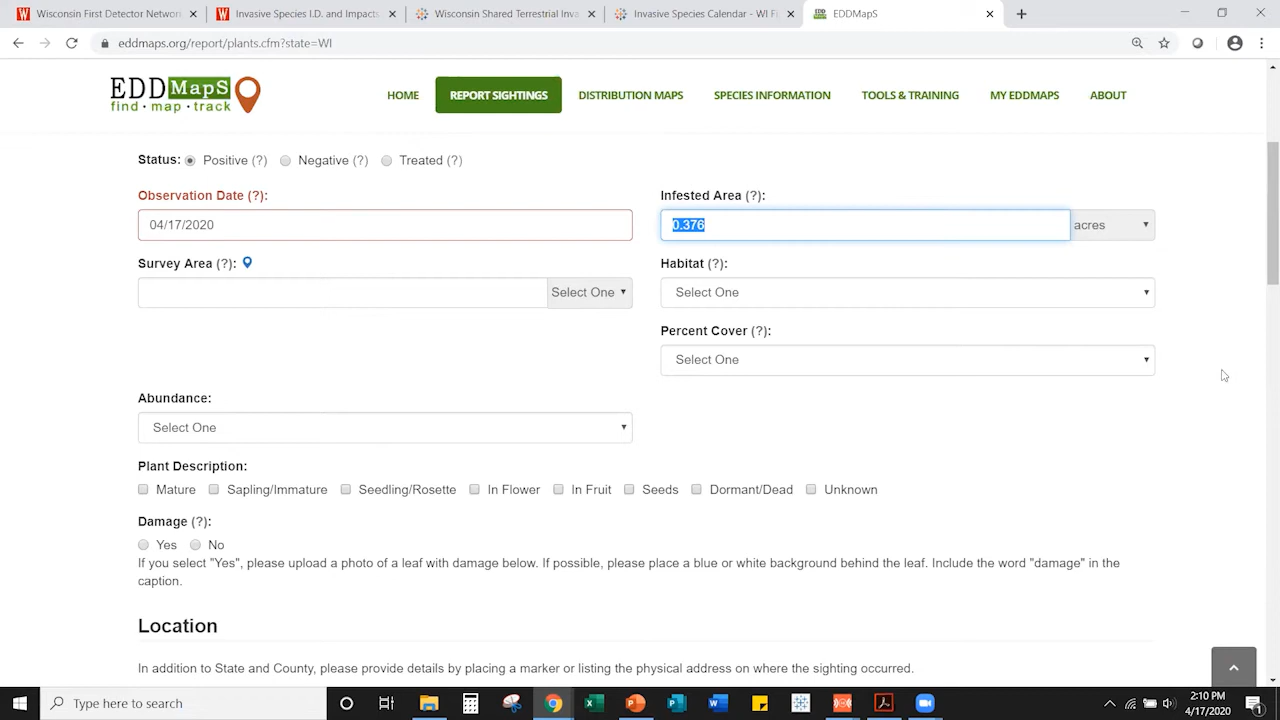 Wisconsin First Detector Network
Invasive Species I.D. and Impacts
Wisconsin Shared Terrestrial Inva
Invasive Species Calendar - WI Fi
EDDMapS
eddmaps.org/report/plants.cfm?state=WI
EDDMapS
find · map · track
HOME
REPORT SIGHTINGS
DISTRIBUTION MAPS
SPECIES INFORMATION
TOOLS & TRAINING
MY EDDMAPS
ABOUT
Status: Positive (?) Negative (?) Treated (?)
Observation Date (?):
04/17/2020
Infested Area (?):
0.376 acres
Survey Area (?):
Select One
Habitat (?):
Select One
Percent Cover (?):
Select One
Abundance:
Select One
Plant Description:
Mature Sapling/Immature Seedling/Rosette In Flower In Fruit Seeds Dormant/Dead Unknown
Damage (?):
Yes No
If you select "Yes", please upload a photo of a leaf with damage below. If possible, please place a blue or white background behind the leaf. Include the word "damage" in the
caption.
Location
In addition to State and County, please provide details by placing a marker or listing the physical address on where the sighting occurred.
Type here to search
2:10 PM
4/17/2020